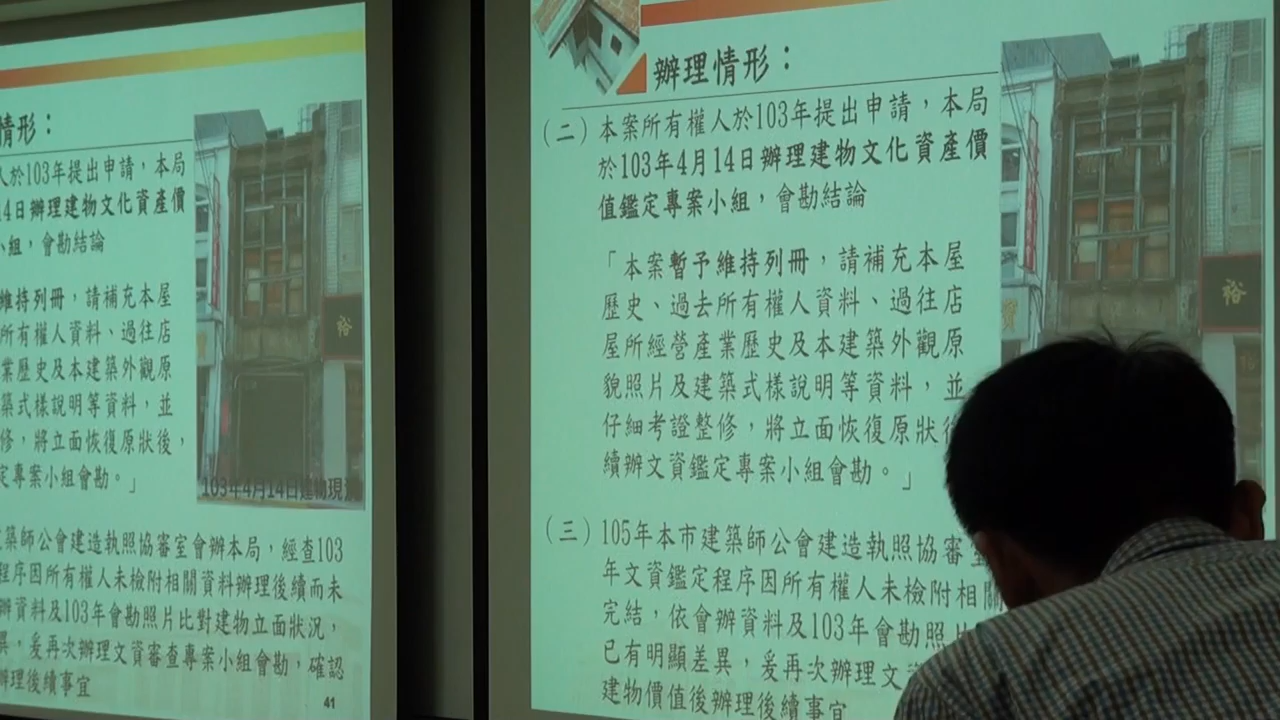 情形：
人於103年提出申請，本局
14日辦理建物文化資產價
小組，會勘結論
維持列冊，請補充本屋
所有權人資料、過往店
業歷史及本建築外觀原
築式樣說明等資料，並
修，將立面恢復原狀後，
定專案小組會勘。」
103年4月14日建物現況
裕
築師公會建造執照協審室會辦本局，經查103
程序因所有權人未檢附相關資料辦理後續而未
辦資料及103年會勘照片比對建物立面狀況，
異，爰再次辦理文資審查專案小組會勘，確認
辦理後續事宜
41
辦理情形：
（二）本案所有權人於103年提出申請，本局
於103年4月14日辦理建物文化資產價
值鑑定專案小組，會勘結論
「本案暫予維持列冊，請補充本屋
歷史、過去所有權人資料、過往店
屋所經營產業歷史及本建築外觀原
貌照片及建築式樣說明等資料，並
仔細考證整修，將立面恢復原狀後
續辦文資鑑定專案小組會勘。」
裕
（三）105年本市建築師公會建造執照協審室
年文資鑑定程序因所有權人未檢附相關
完結，依會辦資料及103年會勘照片
已有明顯差異，爰再次辦理文資
建物價值後辦理後續事宜